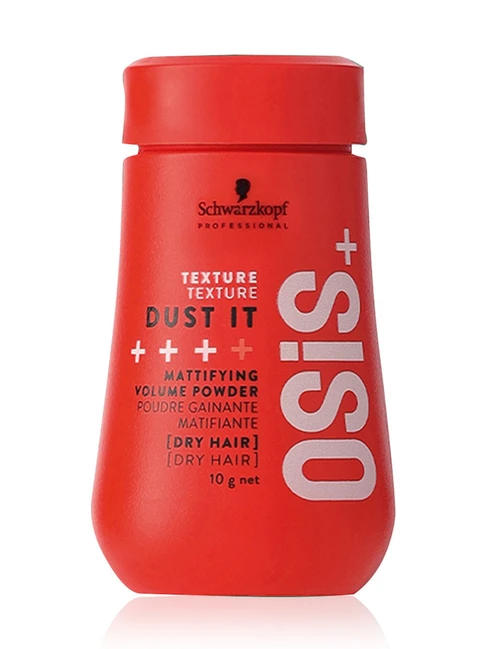 Schwarzkopf
PROFESSIONAL
TEXTURE
TEXTURE
DUST IT
++++
MATTIFYING
VOLUME POWDER
POUDRE GAINANTE
MATIFIANTE
[DRY HAIR]
[DRY HAIR]
10 g net
OSiS+